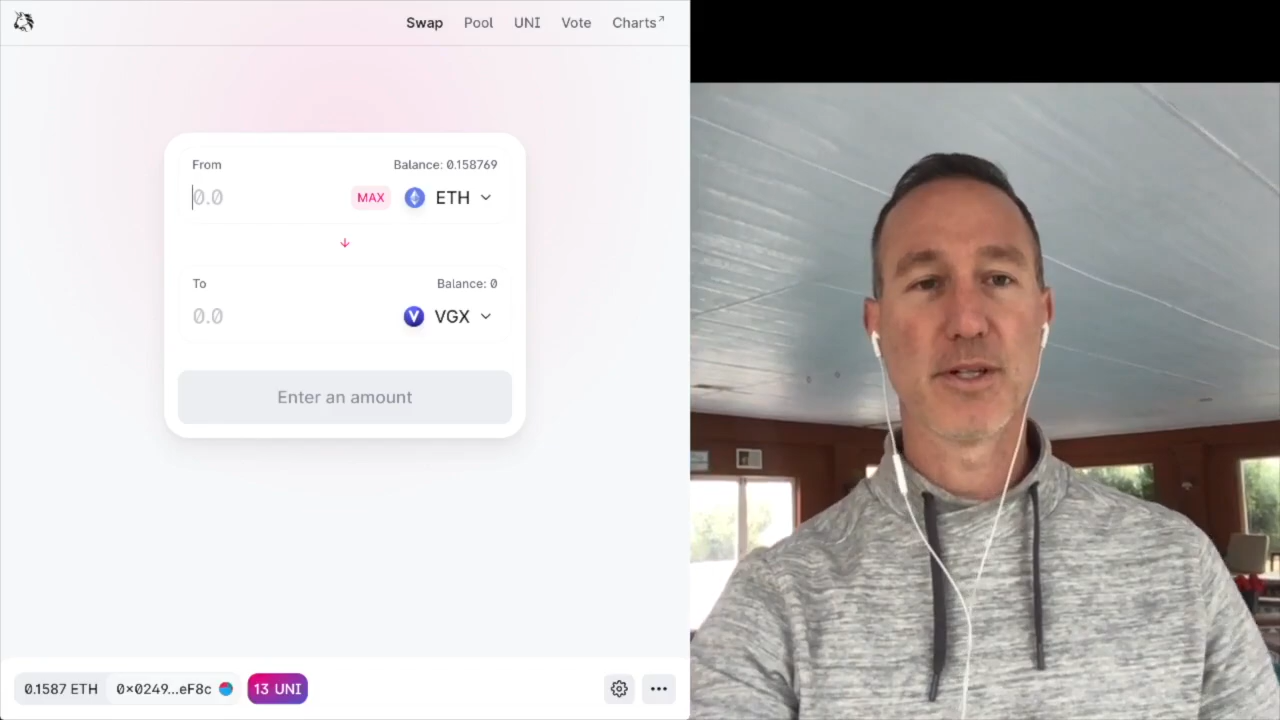 Swap Pool UNI Vote Charts↗
From Balance: 0.158769
0.0 MAX ETH
To Balance: 0
0.0 VGX
Enter an amount
0.1587 ETH 0x0249...eF8c 13 UNI